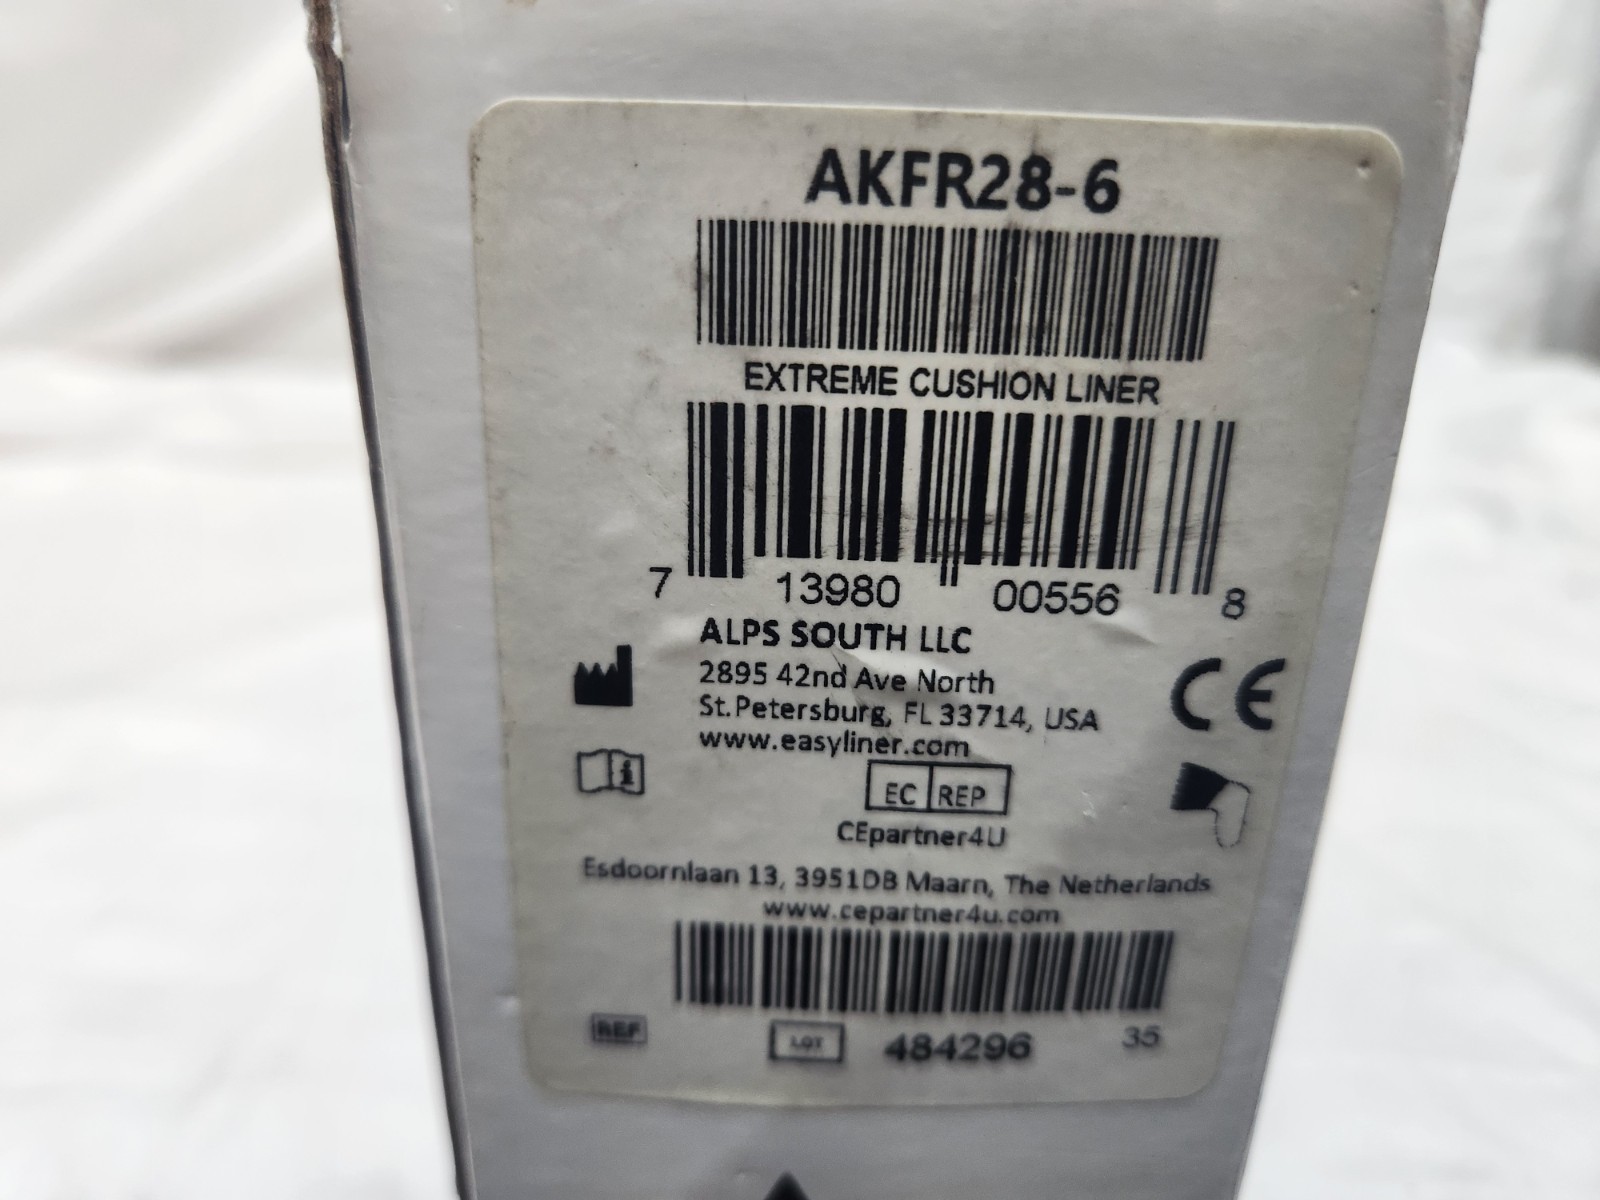 AKFR28-6
EXTREME CUSHION LINER
7 13980 00556 8
ALPS SOUTH LLC
2895 42nd Ave North
St.Petersburg, FL 33714, USA
www.easyliner.com
CE
EC REP
CEpartner4U
Esdoornlaan 13, 3951DB Maarn, The Netherlands
www.cepartner4u.com
REF LOT 484296 35